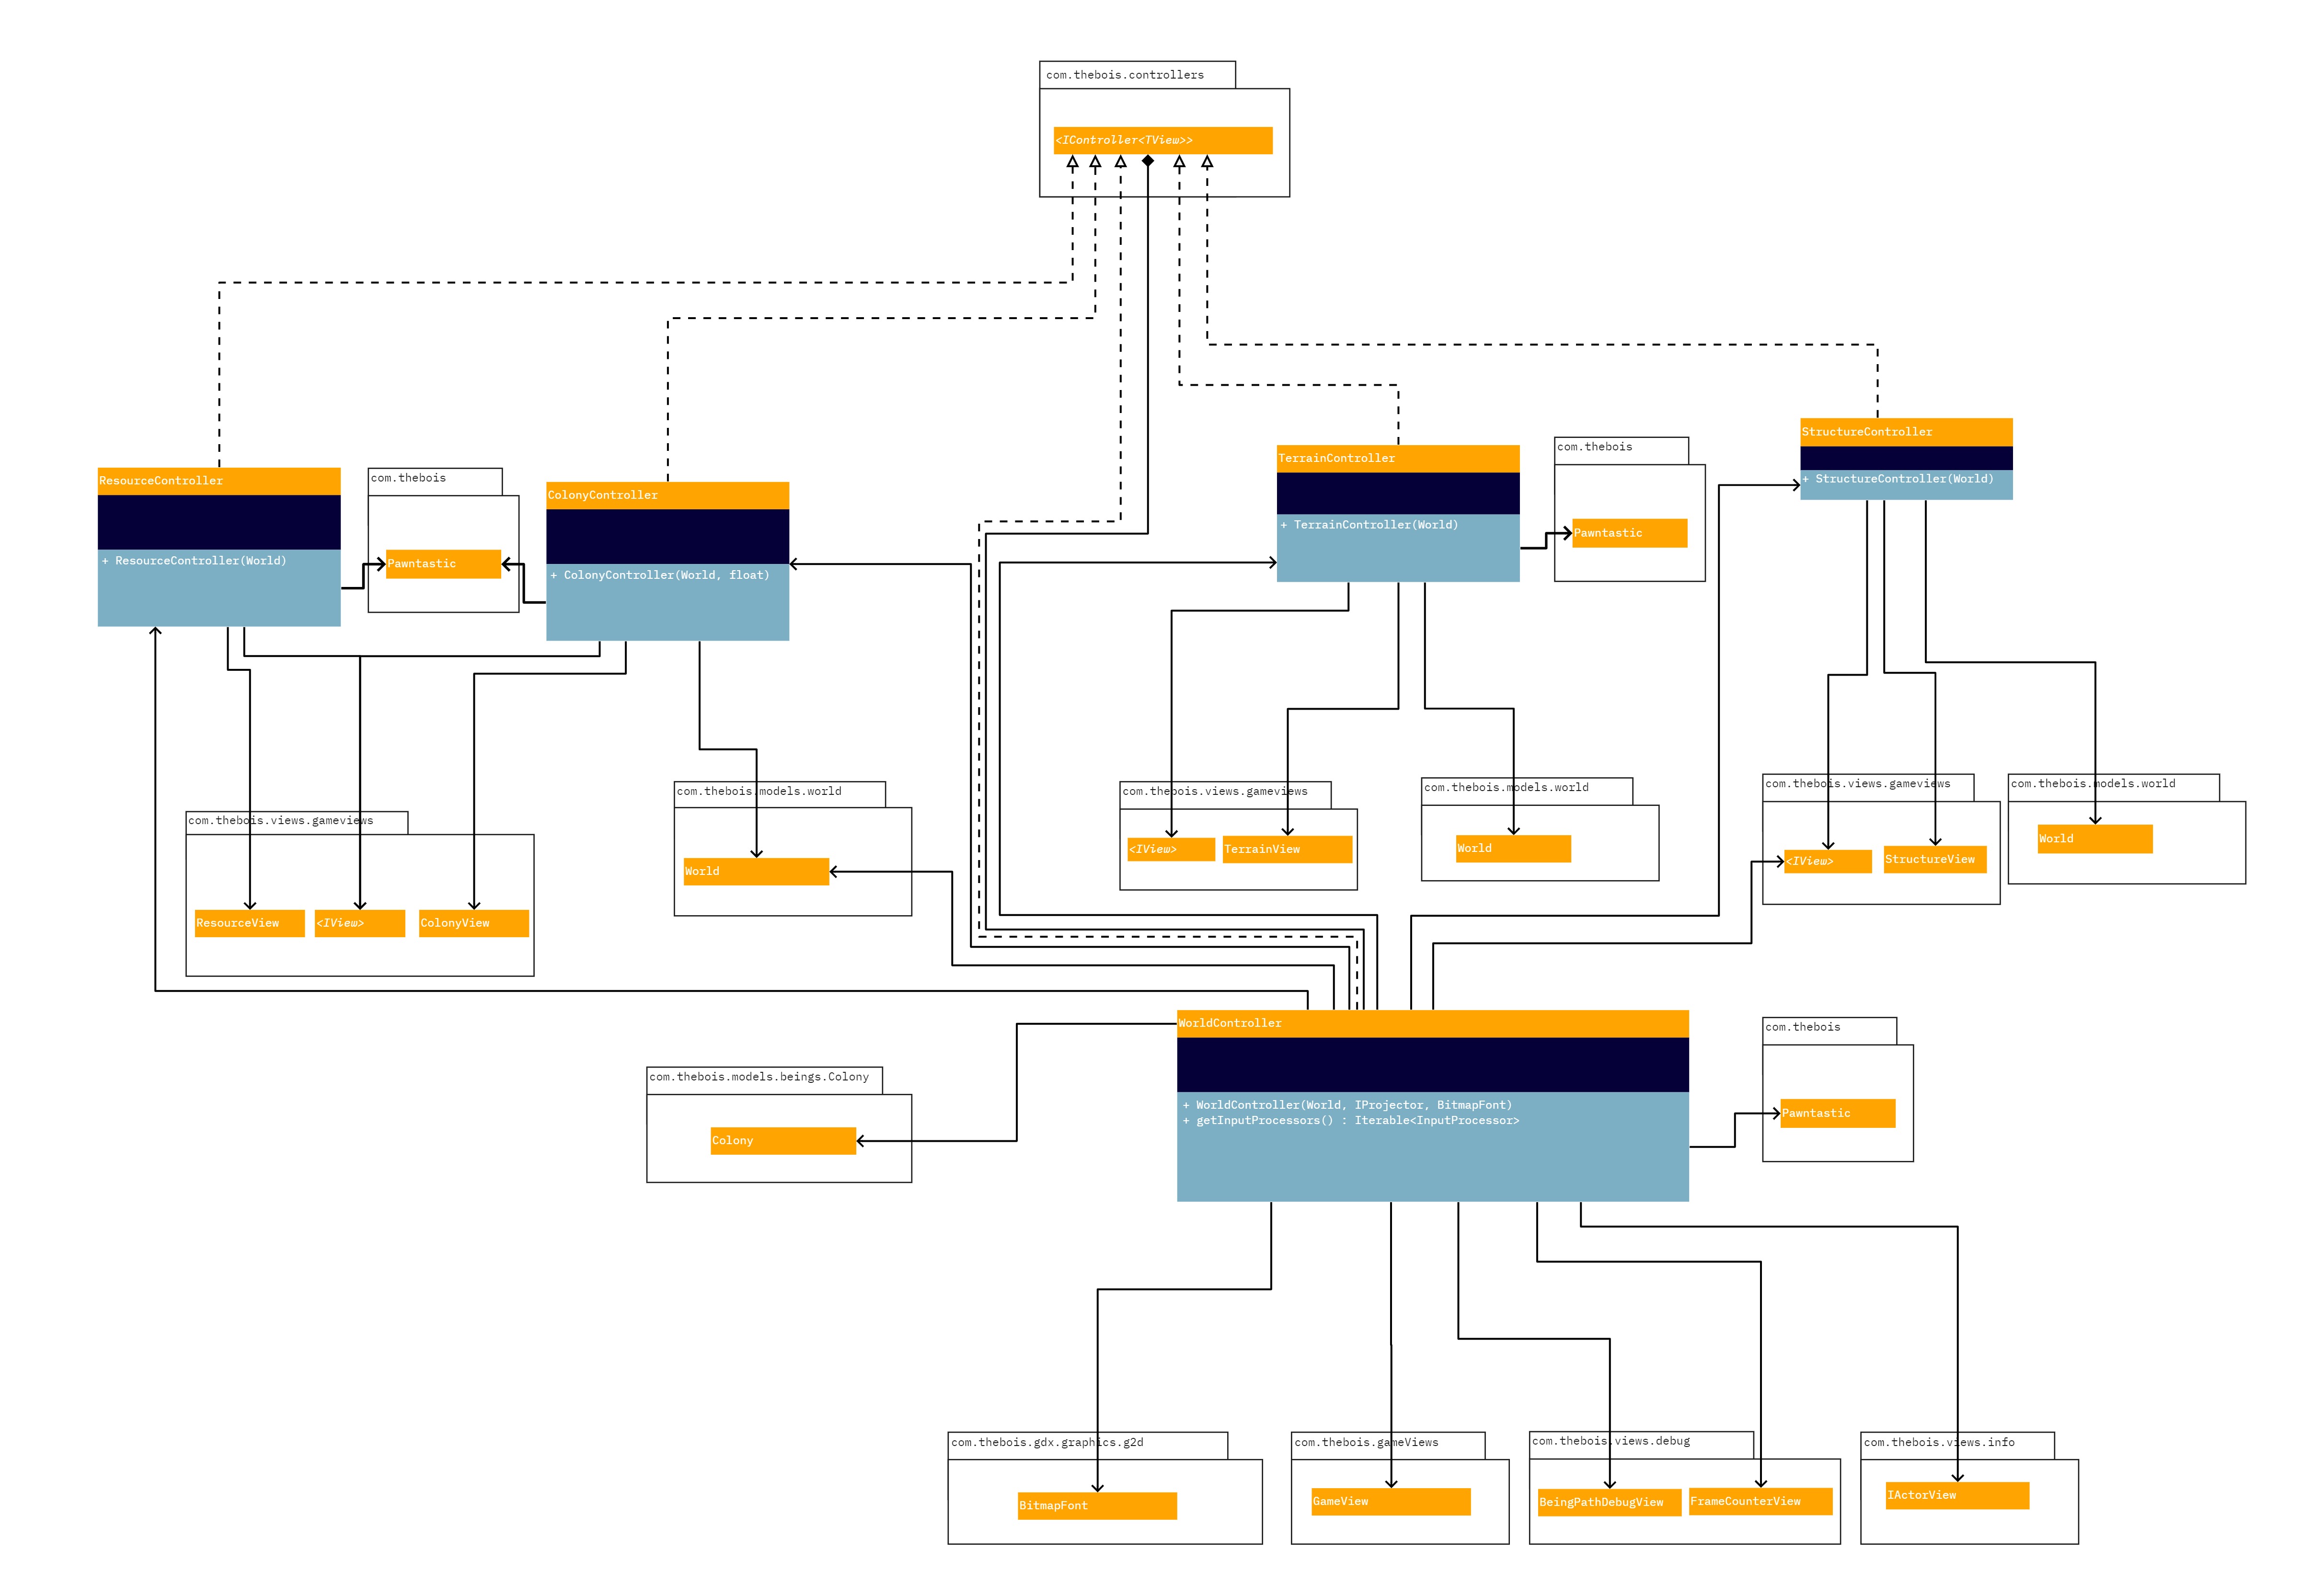 com.thebois.controllers
<IController<TView>>
StructureController
+ StructureController(World)
TerrainController
+ TerrainController(World)
com.thebois
Pawntastic
ResourceController
+ ResourceController(World)
com.thebois
Pawntastic
ColonyController
+ ColonyController(World, float)
com.thebois.views.gameviews
ResourceView
<IView>
ColonyView
com.thebois.models.world
World
com.thebois.views.gameviews
<IView>
TerrainView
com.thebois.models.world
World
com.thebois.views.gameviews
<IView>
StructureView
com.thebois.models.world
World
WorldController
+ WorldController(World, IProjector, BitmapFont)
+ getInputProcessors() : Iterable<InputProcessor>
com.thebois
Pawntastic
com.thebois.models.beings.Colony
Colony
com.thebois.gdx.graphics.g2d
BitmapFont
com.thebois.gameViews
GameView
com.thebois.views.debug
BeingPathDebugView
FrameCounterView
com.thebois.views.info
IActorView